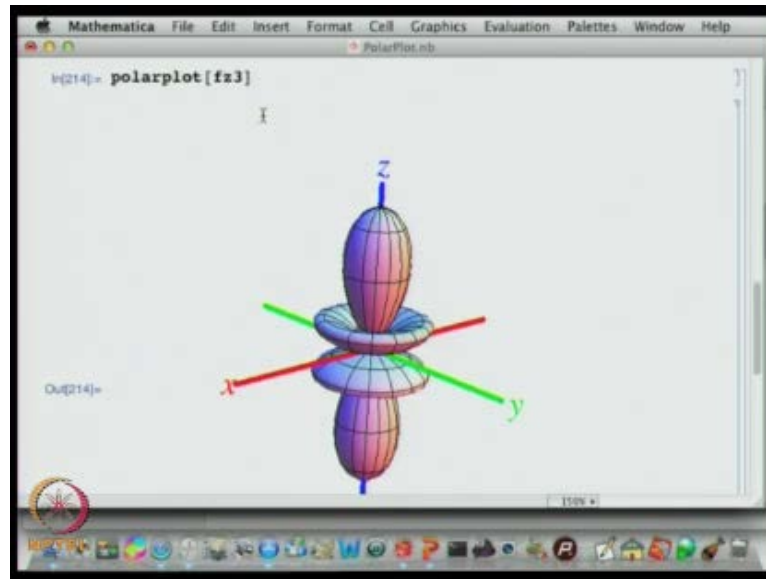 Mathematica File Edit Insert Format Cell Graphics Evaluation Palettes Window Help
PolarPlot.nb
In[214]:= polarplot[fz3]
z
x
y
Out[214]=
150%
NPTEL